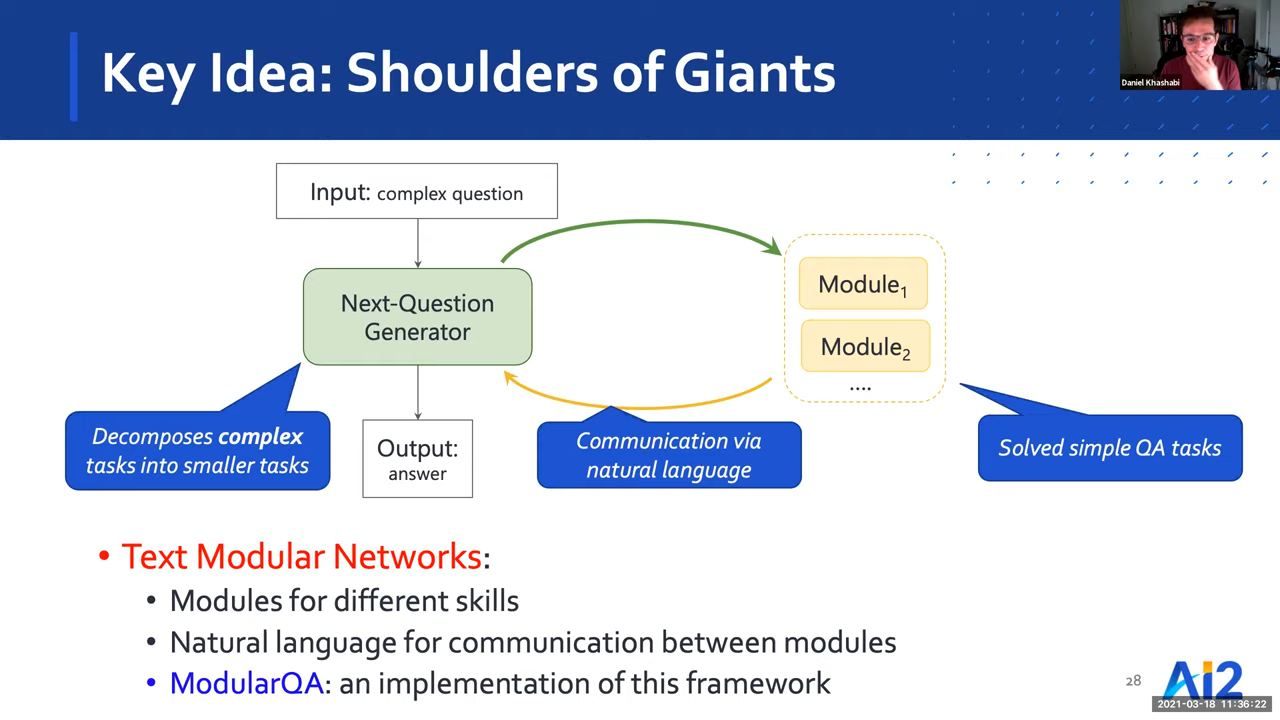 Key Idea: Shoulders of Giants
Daniel Khashabi
Input: complex question
Next-Question
Generator
Module1
Module2
....
Decomposes complex
tasks into smaller tasks
Output:
answer
Communication via
natural language
Solved simple QA tasks
• Text Modular Networks:
• Modules for different skills
• Natural language for communication between modules
• ModularQA: an implementation of this framework
28
AI2
2021-03-18 11:36:22